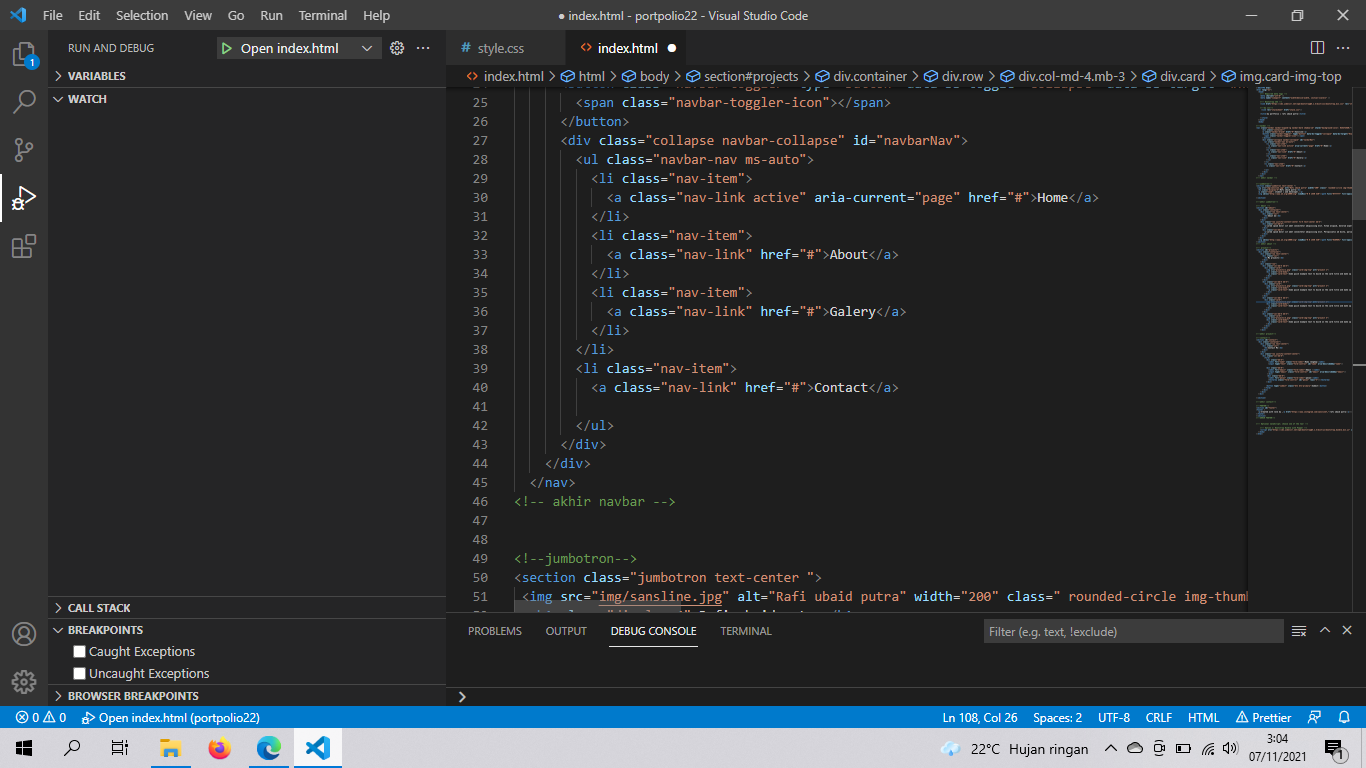 File Edit Selection View Go Run Terminal Help
● index.html - portpolio22 - Visual Studio Code
RUN AND DEBUG
Open index.html
style.css
index.html
index.html > html > body > section#projects > div.container > div.row > div.col-md-4.mb-3 > div.card > img.card-img-top
VARIABLES
WATCH
25 <span class="navbar-toggler-icon"></span>
26 </button>
27 <div class="collapse navbar-collapse" id="navbarNav">
28 <ul class="navbar-nav ms-auto">
29 <li class="nav-item">
30 <a class="nav-link active" aria-current="page" href="#">Home</a>
31 </li>
32 <li class="nav-item">
33 <a class="nav-link" href="#">About</a>
34 </li>
35 <li class="nav-item">
36 <a class="nav-link" href="#">Galery</a>
37 </li>
38 </li>
39 <li class="nav-item">
40 <a class="nav-link" href="#">Contact</a>
41
42 </ul>
43 </div>
44 </div>
45 </nav>
46 <!-- akhir navbar -->
47
48
49 <!--jumbotron-->
50 <section class="jumbotron text-center ">
51 <img src="img/sansline.jpg" alt="Rafi ubaid putra" width="200" class=" rounded-circle img-thumb
CALL STACK
BREAKPOINTS
Caught Exceptions
Uncaught Exceptions
BROWSER BREAKPOINTS
PROBLEMS OUTPUT DEBUG CONSOLE TERMINAL
Filter (e.g. text, !exclude)
0 0 Open index.html (portpolio22)
Ln 108, Col 26 Spaces: 2 UTF-8 CRLF HTML Prettier
22°C Hujan ringan
3:04
07/11/2021
1
1